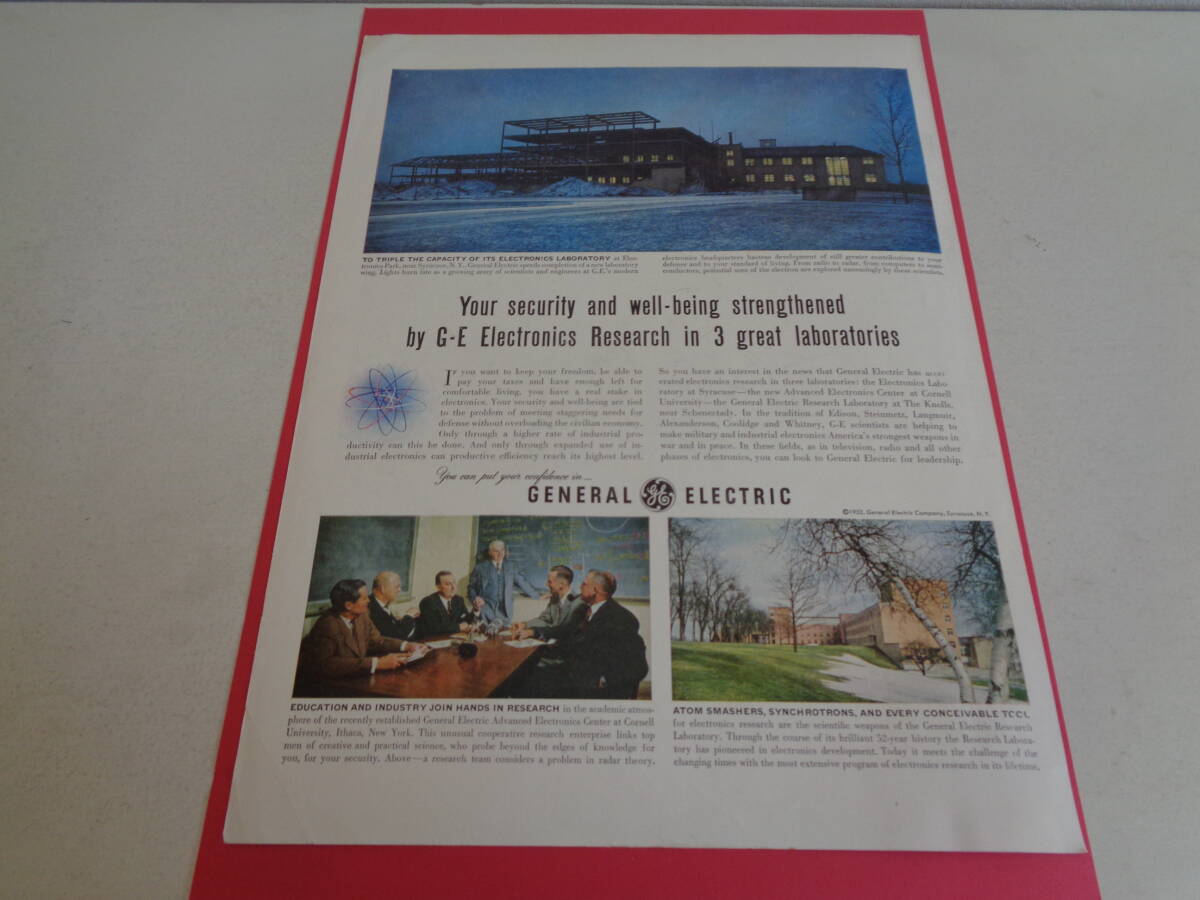 TO TRIPLE THE CAPACITY OF ITS ELECTRONICS LABORATORY at Elec-
tronics Park, near Syracuse, N. Y., General Electric speeds completion of a new laboratory
wing. Lights burn late as a growing army of scientists and engineers at G.E.'s modern
electronics headquarters hastens development of still greater contributions to your
defense and to your standard of living. From radio to radar, from computers to semi-
conductors, potential uses of the electron are explored unceasingly by these scientists.
Your security and well-being strengthened
by G-E Electronics Research in 3 great laboratories
IF you want to keep your freedom, be able to
pay your taxes and have enough left for
comfortable living, you have a real stake in
electronics. Your security and well-being are tied
to the problem of meeting staggering needs for
defense without overloading the civilian economy.
Only through a higher rate of industrial pro-
ductivity can this be done. And only through expanded use of in-
dustrial electronics can productive efficiency reach its highest level.
So you have an interest in the news that General Electric has accel-
erated electronics research in three laboratories: the Electronics Labo-
ratory at Syracuse—the new Advanced Electronics Center at Cornell
University—the General Electric Research Laboratory at The Knolls,
near Schenectady. In the tradition of Edison, Steinmetz, Langmuir,
Alexanderson, Coolidge and Whitney, G-E scientists are helping to
make military and industrial electronics America's strongest weapons in
war and in peace. In these fields, as in television, radio and all other
phases of electronics, you can look to General Electric for leadership.
You can put your confidence in...
GENERAL GE ELECTRIC
©1952, General Electric Company, Syracuse, N. Y.
EDUCATION AND INDUSTRY JOIN HANDS IN RESEARCH in the academic atmos-
phere of the recently established General Electric Advanced Electronics Center at Cornell
University, Ithaca, New York. This unusual cooperative research enterprise links top
men of creative and practical science, who probe beyond the edges of knowledge for
you, for your security. Above—a research team considers a problem in radar theory.
ATOM SMASHERS, SYNCHROTRONS, AND EVERY CONCEIVABLE TOOL
for electronics research are the scientific weapons of the General Electric Research
Laboratory. Through the course of its brilliant 52-year history the Research Labora-
tory has pioneered in electronics development. Today it meets the challenge of the
changing times with the most extensive program of electronics research in its lifetime.